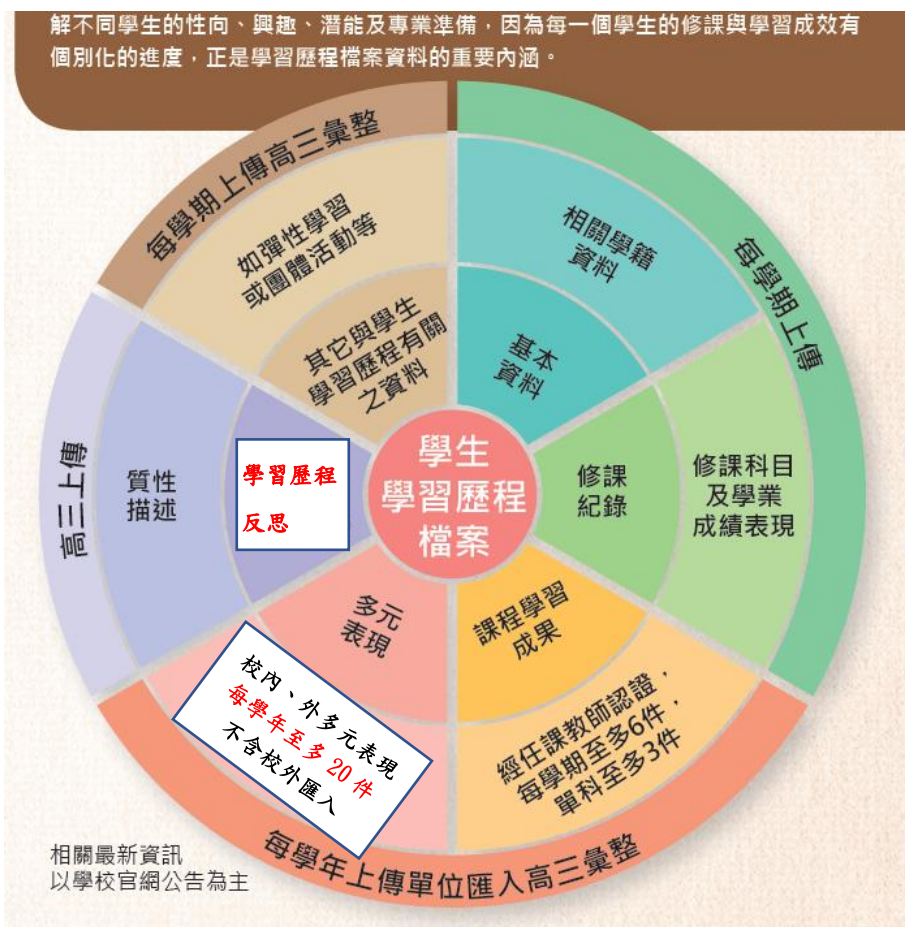 解不同學生的性向、興趣、潛能及專業準備，因為每一個學生的修課與學習成效有
個別化的進度，正是學習歷程檔案資料的重要內涵。
每學期上傳高三彙整
如彈性學習
或團體活動等
其它與學生
學習歷程有關
之資料
相關學籍
資料
基本
資料
每學期上傳
高三上傳
質性
描述
學習歷程
反思
學生
學習歷程
檔案
修課
紀錄
修課科目
及學業
成績表現
多元
表現
校內、外多元表現
每學年至多 20 件
不含校外匯入
課程學習
成果
經任課教師認證，
每學期至多6件，
單科至多3件
每學年上傳單位匯入高三彙整
相關最新資訊
以學校官網公告為主